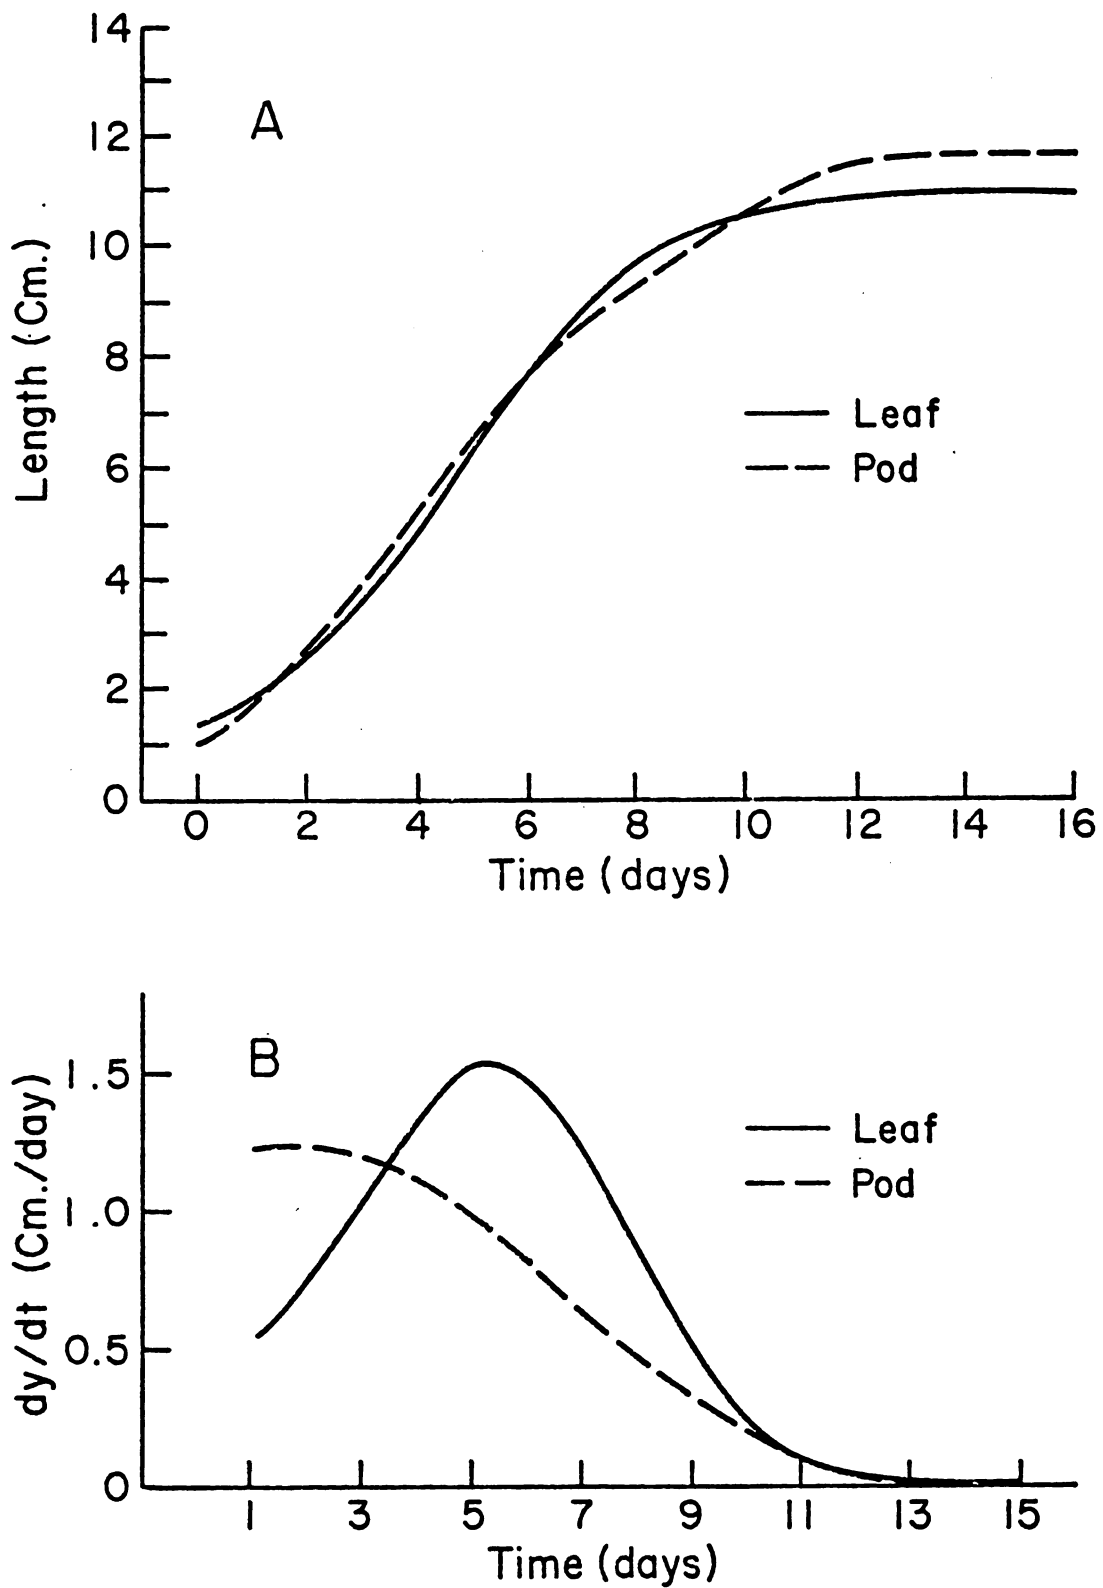 14
12
10
8
6
4
2
0
A
Length (Cm.)
Leaf
Pod
0 2 4 6 8 10 12 14 16
Time (days)
B
1.5
1.0
0.5
0
dy/dt (Cm./day)
Leaf
Pod
1 3 5 7 9 11 13 15
Time (days)